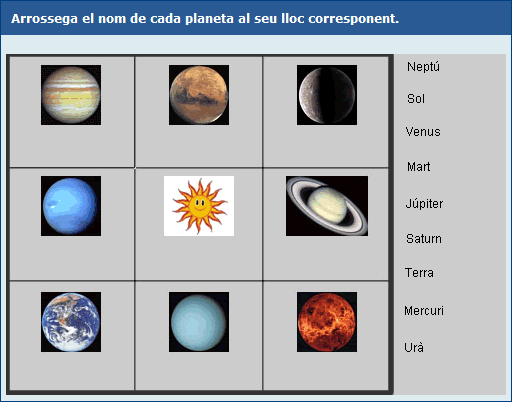 Arrossega el nom de cada planeta al seu lloc corresponent.
Neptú
Sol
Venus
Mart
Júpiter
Saturn
Terra
Mercuri
Urà